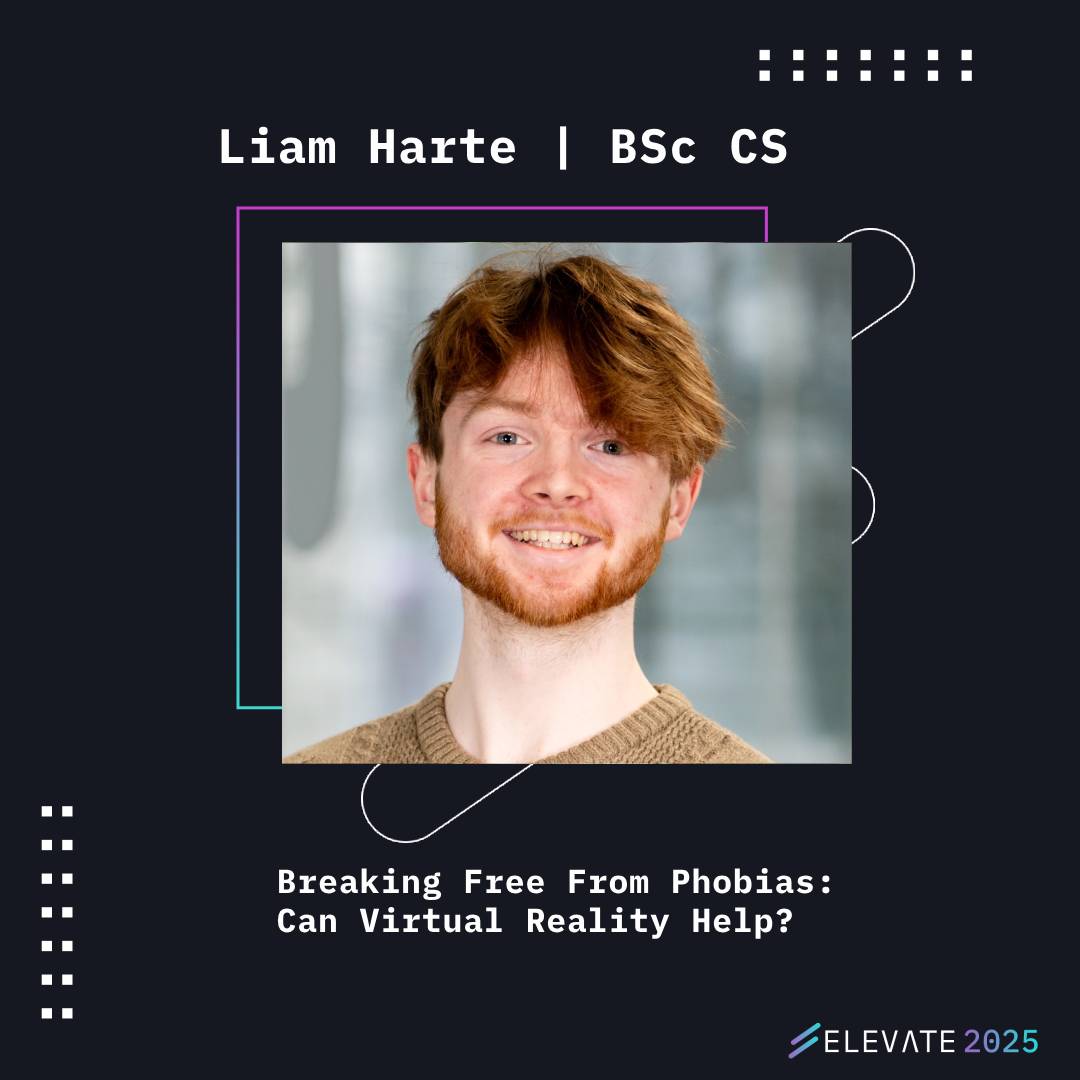 Liam Harte | BSc CS
Breaking Free From Phobias:
Can Virtual Reality Help?
ELEVATE 2025